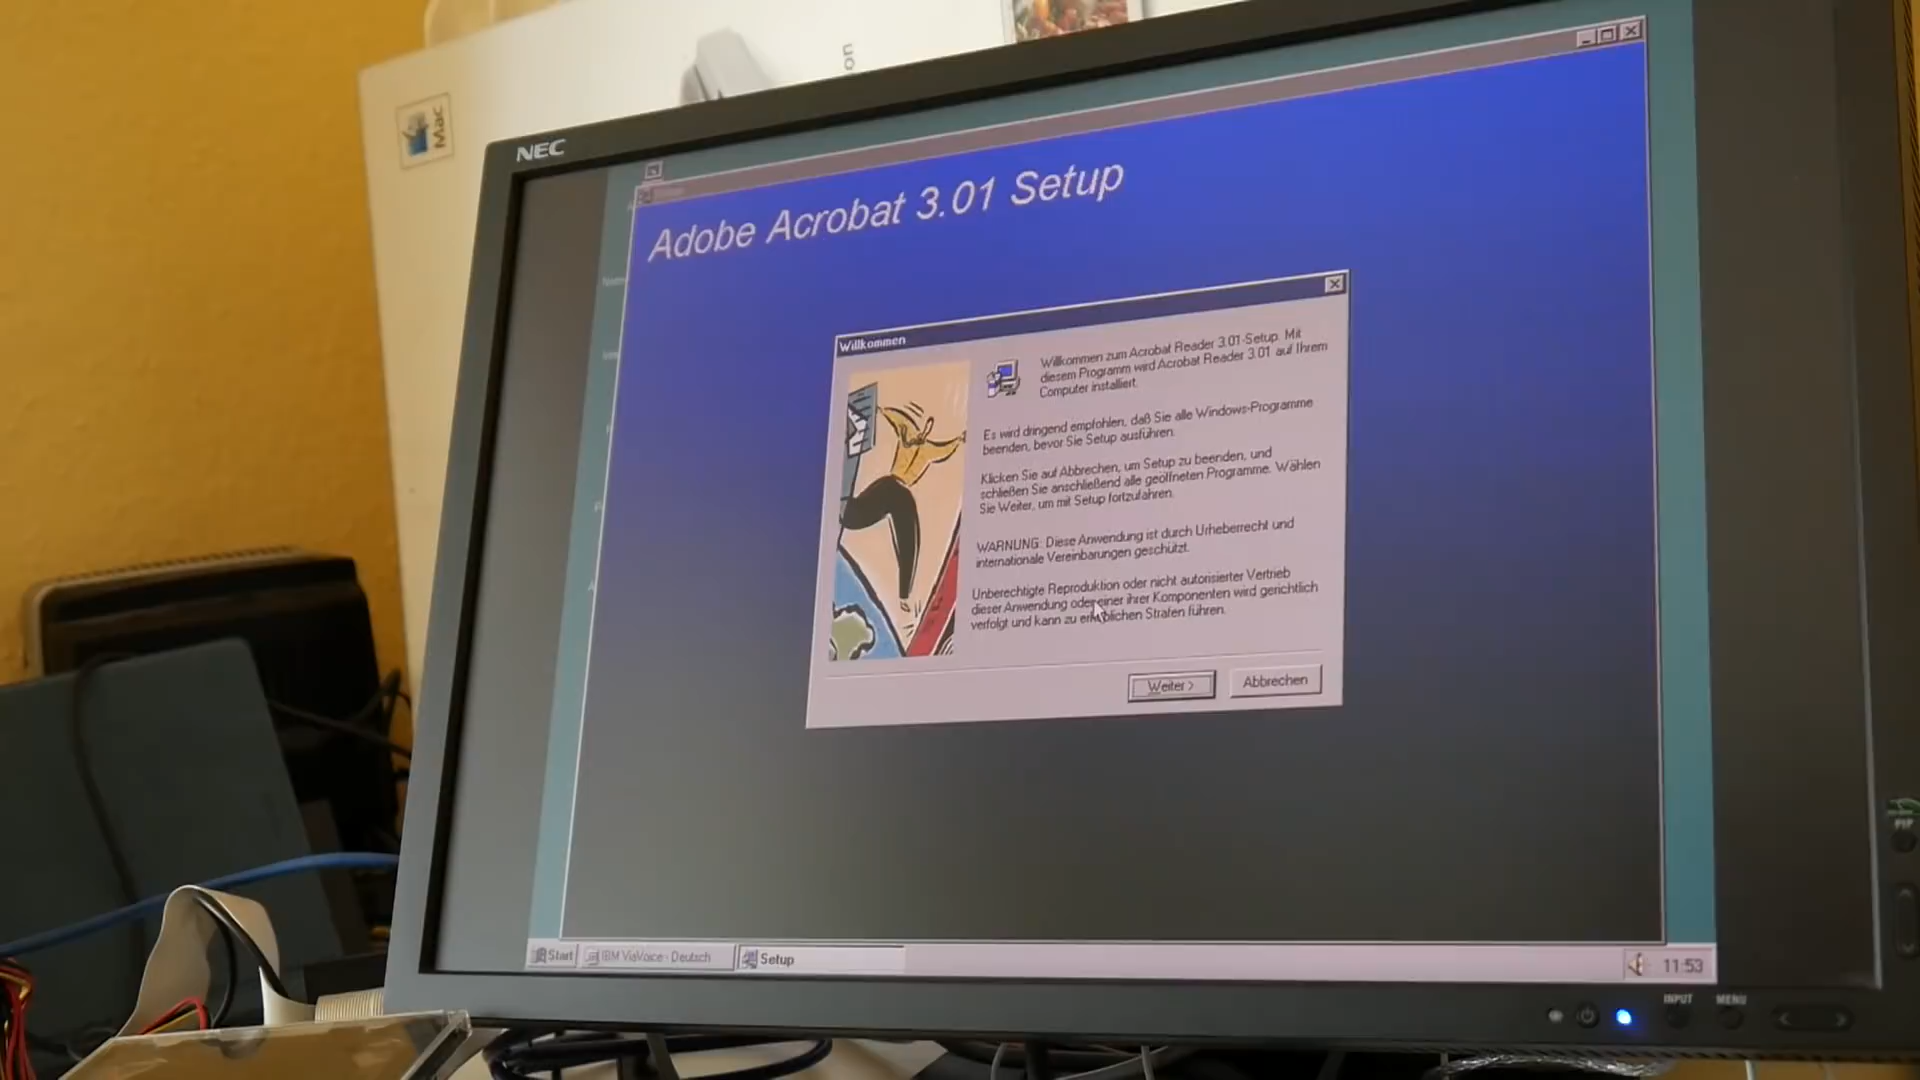 on
Mac
NEC
Adobe Acrobat 3.01 Setup
Willkommen
Willkommen zum Acrobat Reader 3.01-Setup. Mit
diesem Programm wird Acrobat Reader 3.01 auf Ihrem
Computer installiert.
Es wird dringend empfohlen, daß Sie alle Windows-Programme
beenden, bevor Sie Setup ausführen.
Klicken Sie auf Abbrechen, um Setup zu beenden, und
schließen Sie anschließend alle geöffneten Programme. Wählen
Sie Weiter, um mit Setup fortzufahren.
WARNUNG: Diese Anwendung ist durch Urheberrecht und
internationale Vereinbarungen geschützt.
Unberechtigte Reproduktion oder nicht autorisierter Vertrieb
dieser Anwendung oder einer ihrer Komponenten wird gerichtlich
verfolgt und kann zu erheblichen Strafen führen.
Weiter >
Abbrechen
Start
IBM ViaVoice - Deutsch
Setup
11:53
PIP
INPUT
MENU